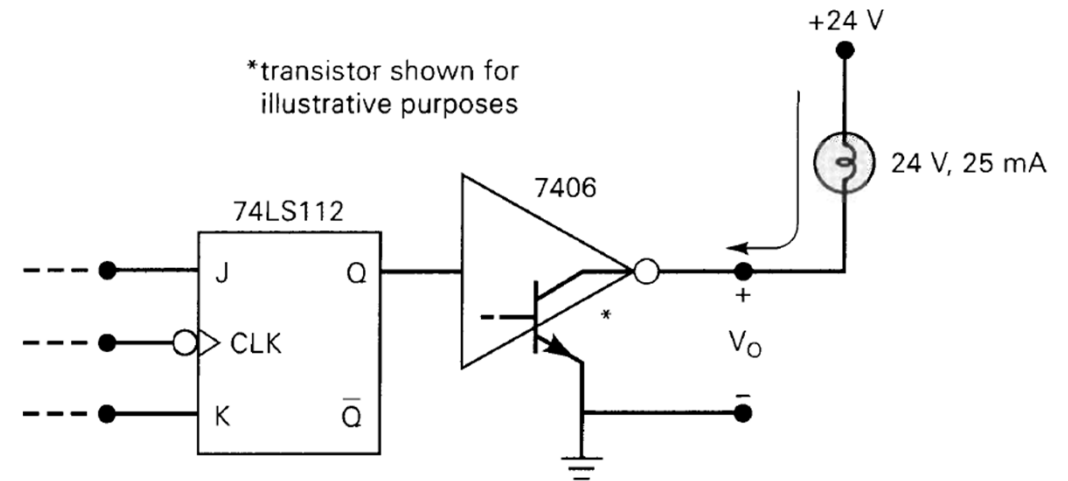 +24 V
*transistor shown for
illustrative purposes
24 V, 25 mA
7406
74LS112
J
Q
*
+
CLK
V_O
K
Q̅
−